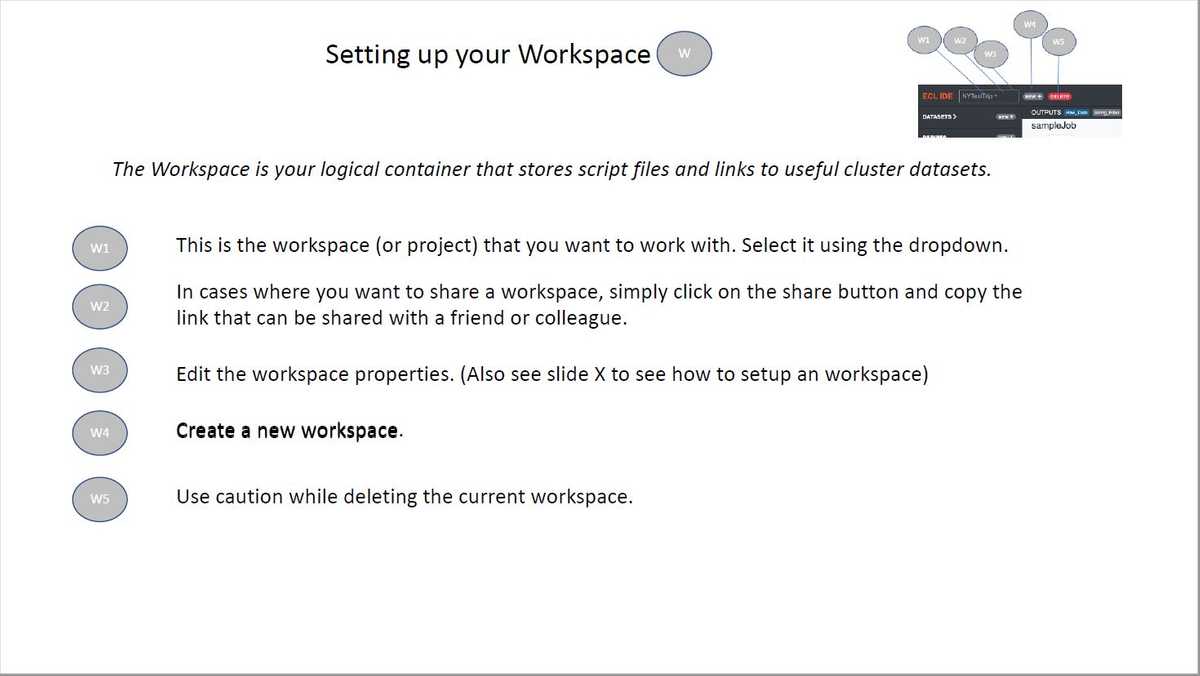 Setting up your Workspace W
W1 W2 W3 W4 W5
ECL IDE NEW + DELETE
DATASETS > NEW + OUTPUTS
sampleJob
The Workspace is your logical container that stores script files and links to useful cluster datasets.
W1 This is the workspace (or project) that you want to work with. Select it using the dropdown.
W2 In cases where you want to share a workspace, simply click on the share button and copy the
link that can be shared with a friend or colleague.
W3 Edit the workspace properties. (Also see slide X to see how to setup an workspace)
W4 Create a new workspace.
W5 Use caution while deleting the current workspace.